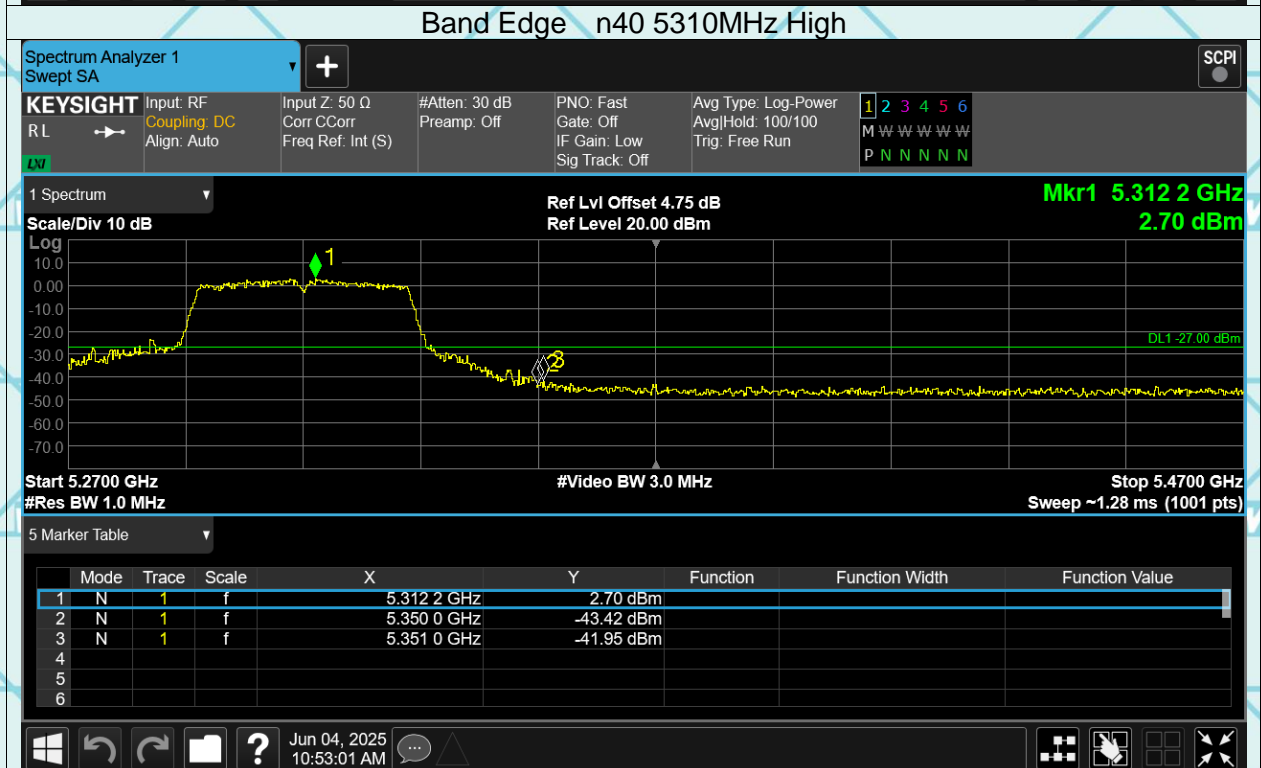 Band Edge n40 5310MHz High
Spectrum Analyzer 1
Swept SA
+
SCPI
KEYSIGHT
R L
LXI
Input: RF
Coupling: DC
Align: Auto
Input Z: 50 Ω
Corr CCorr
Freq Ref: Int (S)
#Atten: 30 dB
Preamp: Off
PNO: Fast
Gate: Off
IF Gain: Low
Sig Track: Off
Avg Type: Log-Power
Avg|Hold: 100/100
Trig: Free Run
1 2 3 4 5 6
M W W W W W
P N N N N N
1 Spectrum
Scale/Div 10 dB
Ref Lvl Offset 4.75 dB
Ref Level 20.00 dBm
Mkr1 5.312 2 GHz
2.70 dBm
Log
10.0
0.00
-10.0
-20.0
-30.0
-40.0
-50.0
-60.0
-70.0
1
2
3
DL1 -27.00 dBm
Start 5.2700 GHz
#Video BW 3.0 MHz
Stop 5.4700 GHz
#Res BW 1.0 MHz
Sweep ~1.28 ms (1001 pts)
5 Marker Table
Mode Trace Scale X Y Function Function Width Function Value
1 N 1 f 5.312 2 GHz 2.70 dBm
2 N 1 f 5.350 0 GHz -43.42 dBm
3 N 1 f 5.351 0 GHz -41.95 dBm
4
5
6
?
Jun 04, 2025
10:53:01 AM